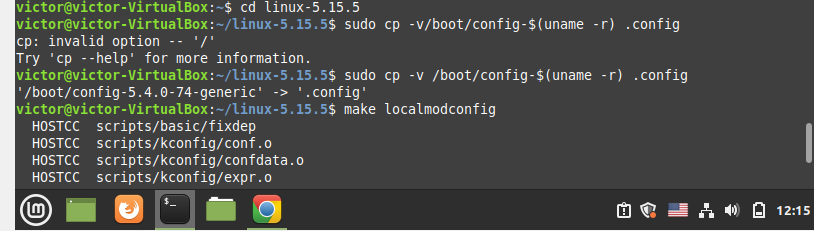 victor@victor-VirtualBox:~$ cd linux-5.15.5
victor@victor-VirtualBox:~/linux-5.15.5$ sudo cp -v/boot/config-$(uname -r) .config
cp: invalid option -- '/'
Try 'cp --help' for more information.
victor@victor-VirtualBox:~/linux-5.15.5$ sudo cp -v /boot/config-$(uname -r) .config
'/boot/config-5.4.0-74-generic' -> '.config'
victor@victor-VirtualBox:~/linux-5.15.5$ make localmodconfig
  HOSTCC  scripts/basic/fixdep
  HOSTCC  scripts/kconfig/conf.o
  HOSTCC  scripts/kconfig/confdata.o
  HOSTCC  scripts/kconfig/expr.o
$_
12:15